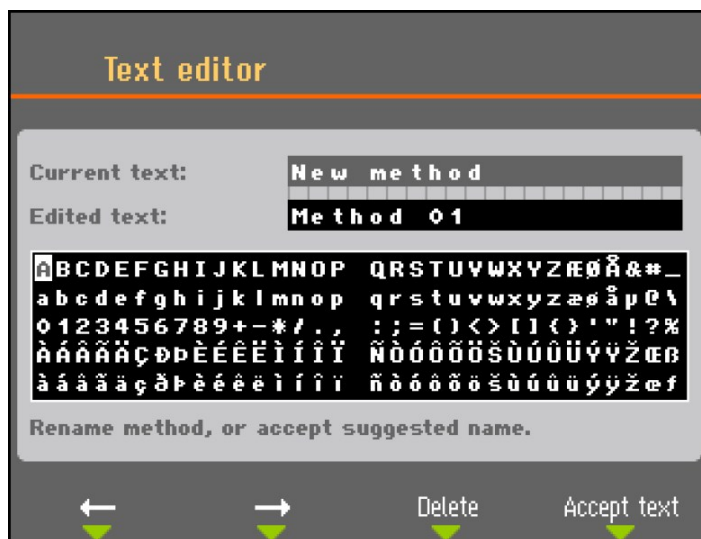 Text editor
Current text: New method
Edited text: Method 01
ABCDEFGHIJKLMNOP QRSTUVWXYZÆØÅ&#_
abcdefghijklmnop qrstuvwxyzæøåµ@\
0123456789+-*/., :;=()<>[]{}'"!?%
ÀÁÂÃÄÇÐÞÈÉÊËÌÍÎÏ ÑÒÓÔÕÖŠÙÚÛÜÝŸŽŒß
àáâãäçðÞèéêëìíîï ñòóôõöšùúûüýÿžœf
Rename method, or accept suggested name.
← → Delete Accept text